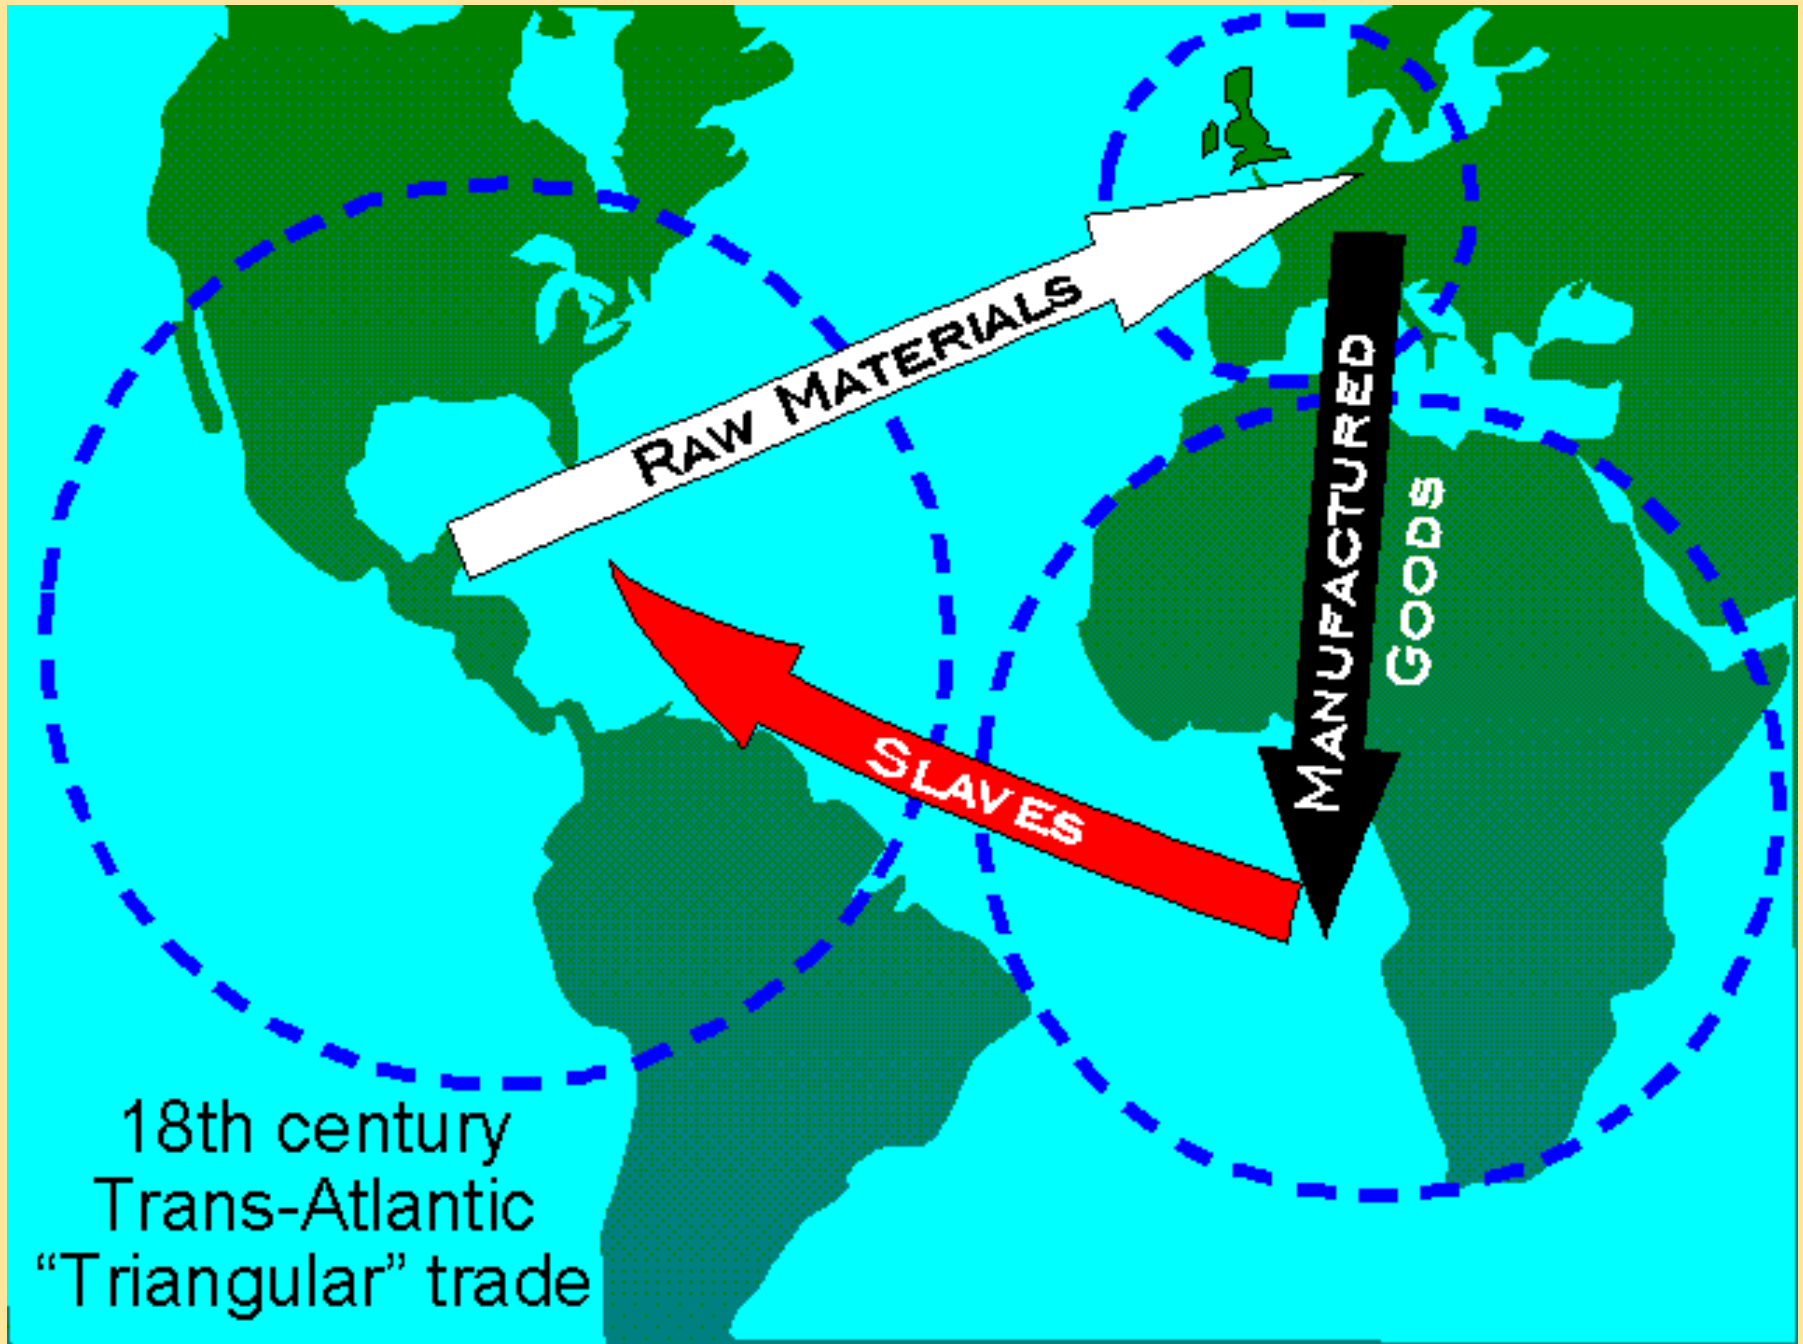 RAW MATERIALS
MANUFACTURED
GOODS
SLAVES
18th century
Trans-Atlantic
“Triangular” trade